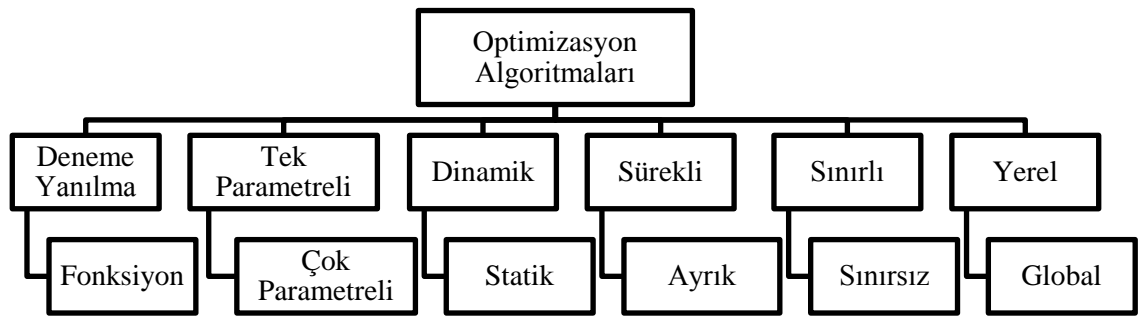 Optimizasyon
Algoritmaları
Deneme
Yanılma
Tek
Parametreli
Dinamik
Sürekli
Sınırlı
Yerel
Fonksiyon
Çok
Parametreli
Statik
Ayrık
Sınırsız
Global